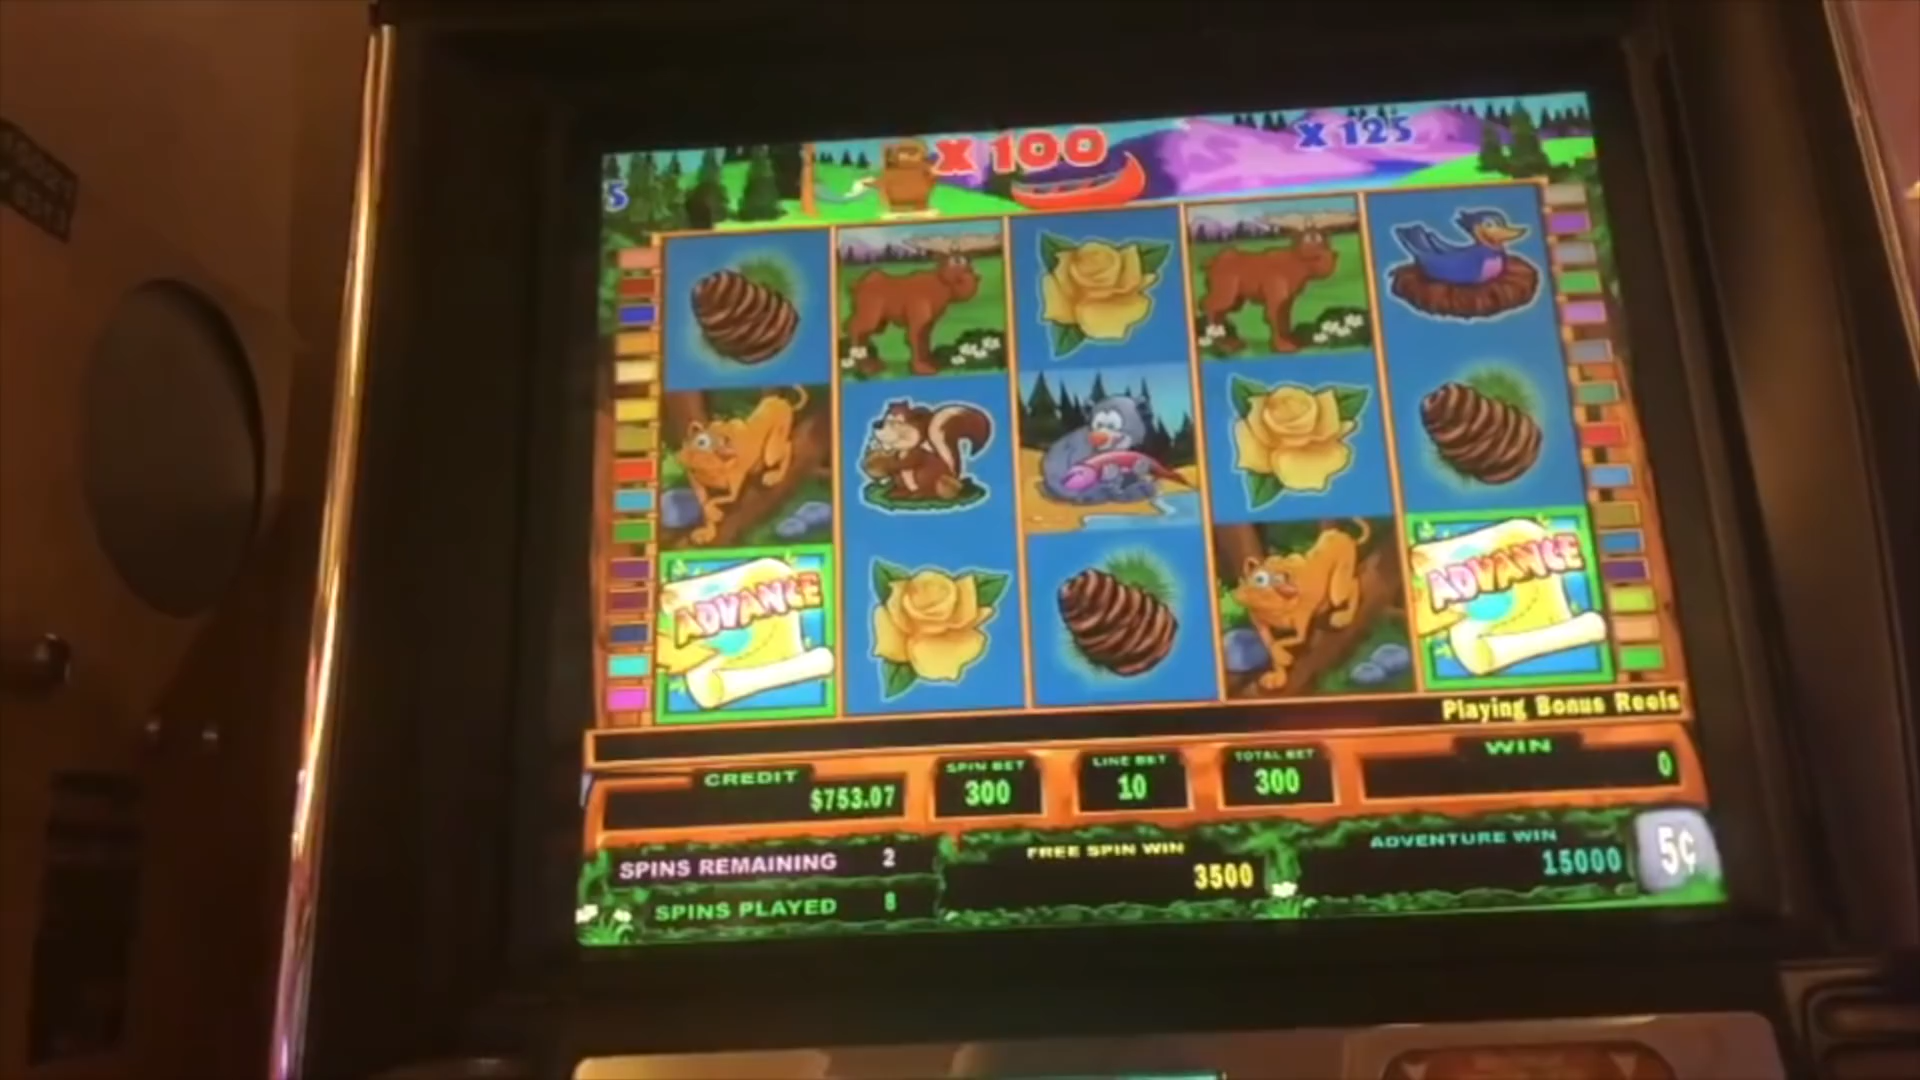 X 100
X 125
5
ADVANCE
ADVANCE
Playing Bonus Reels
CREDIT
$753.07
SPIN BET
300
LINE BET
10
TOTAL BET
300
WIN
0
SPINS REMAINING 2
SPINS PLAYED 8
FREE SPIN WIN
3500
ADVENTURE WIN
15000
5¢